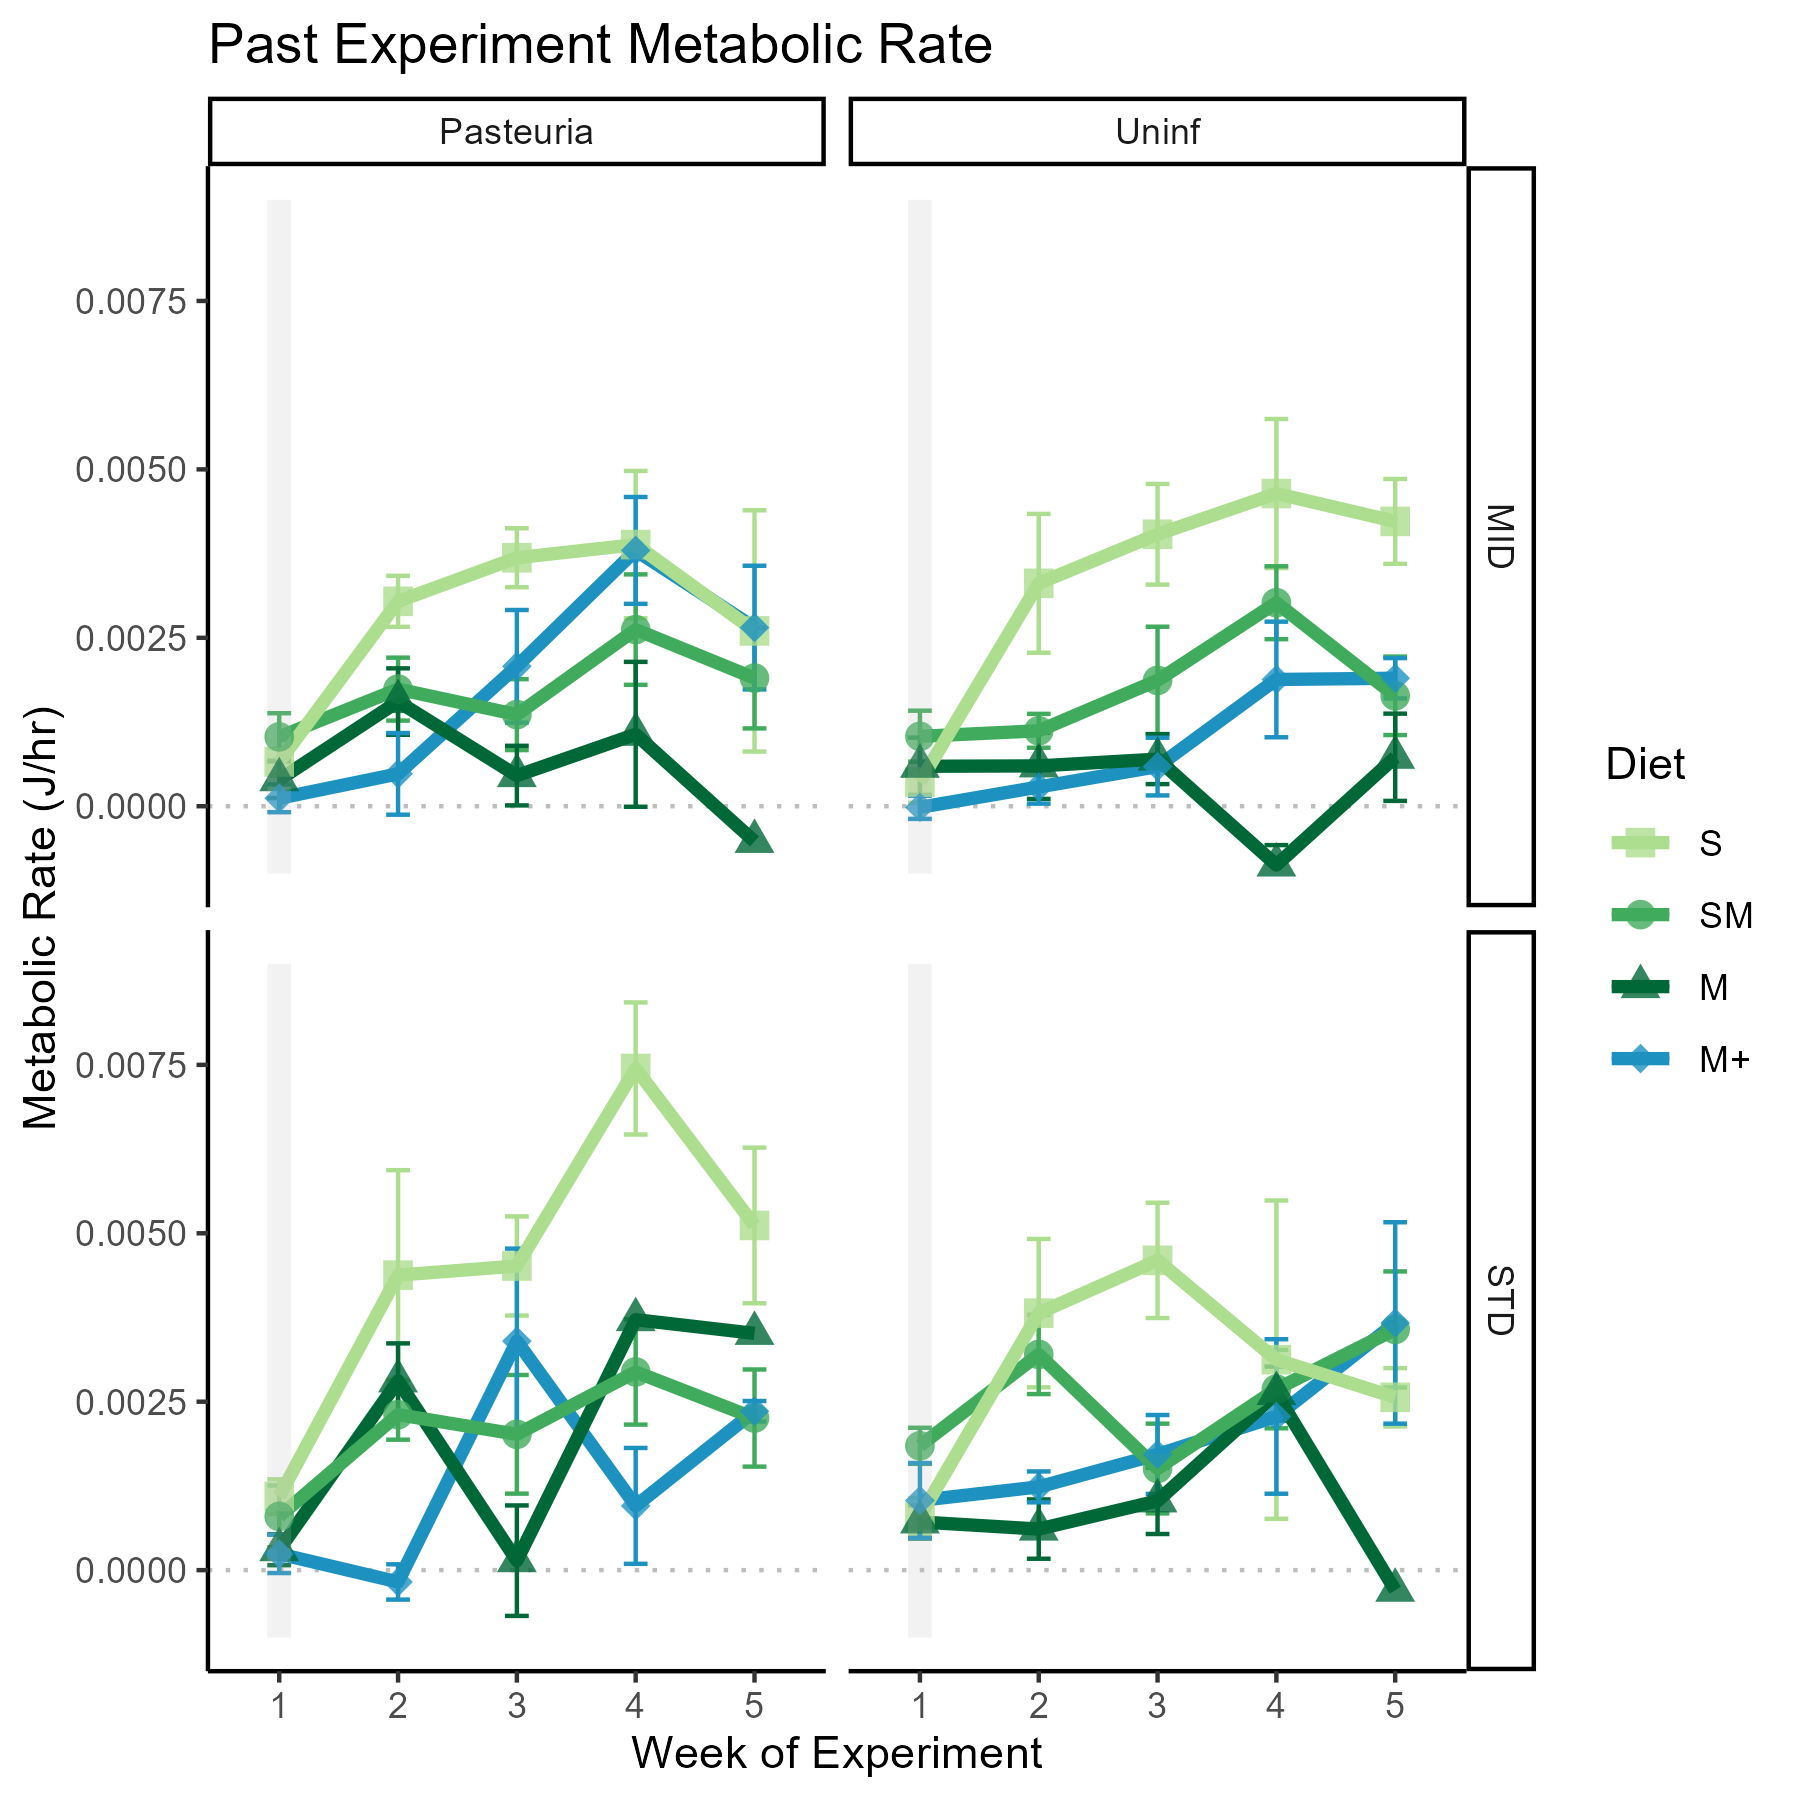 Past Experiment Metabolic Rate
Pasteuria
Uninf
0.0075
0.0050
0.0025
0.0000
MID
0.0075
0.0050
0.0025
0.0000
STD
Metabolic Rate (J/hr)
1 2 3 4 5
1 2 3 4 5
Week of Experiment
Diet
S
SM
M
M+